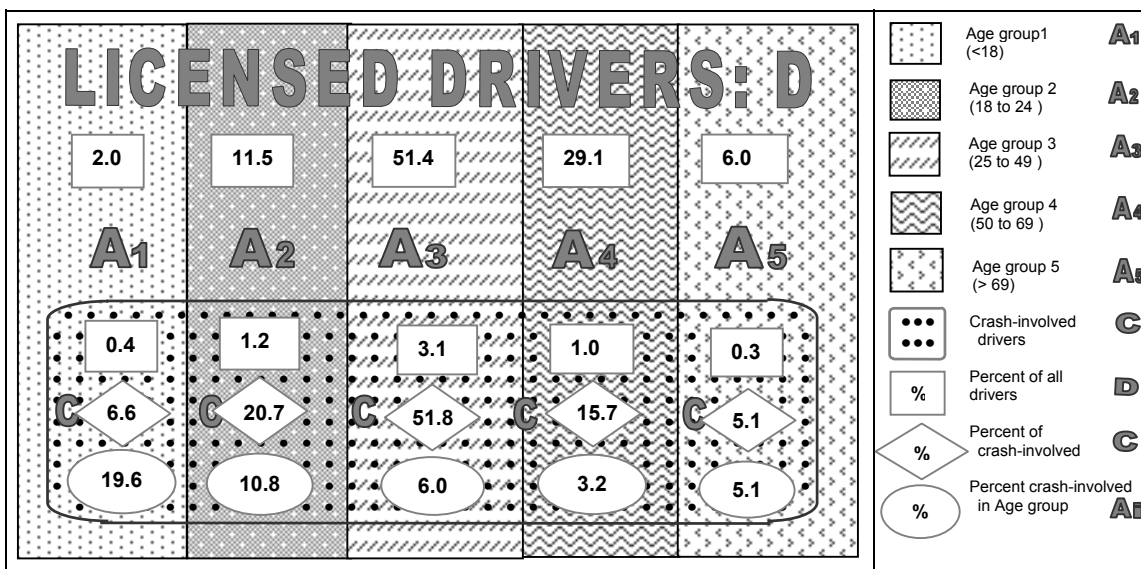 LICENSED DRIVERS: D
2.0 11.5 51.4 29.1 6.0
A1 A2 A3 A4 A5
0.4 1.2 3.1 1.0 0.3
C 6.6 C 20.7 C 51.8 C 15.7 C 5.1
19.6 10.8 6.0 3.2 5.1
Age group1 A1
(<18)
Age group 2 A2
(18 to 24 )
Age group 3 A3
(25 to 49 )
Age group 4 A4
(50 to 69 )
Age group 5 A5
(> 69)
Crash-involved C
drivers
% Percent of all D
drivers
% Percent of C
crash-involved
% Percent crash-involved
in Age group Ai